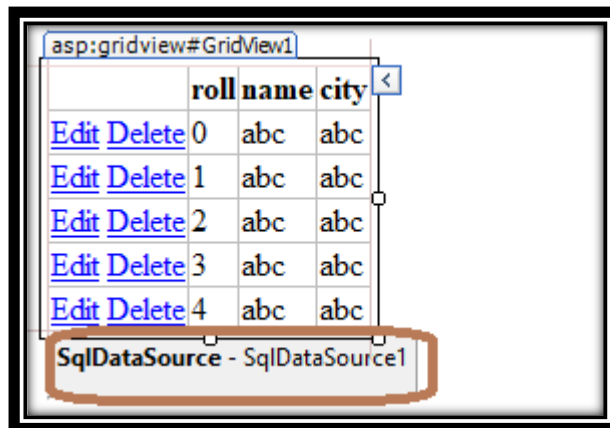 asp:gridview#GridView1
roll name city <
Edit Delete 0 abc abc
Edit Delete 1 abc abc
Edit Delete 2 abc abc
Edit Delete 3 abc abc
Edit Delete 4 abc abc
SqlDataSource - SqlDataSource1